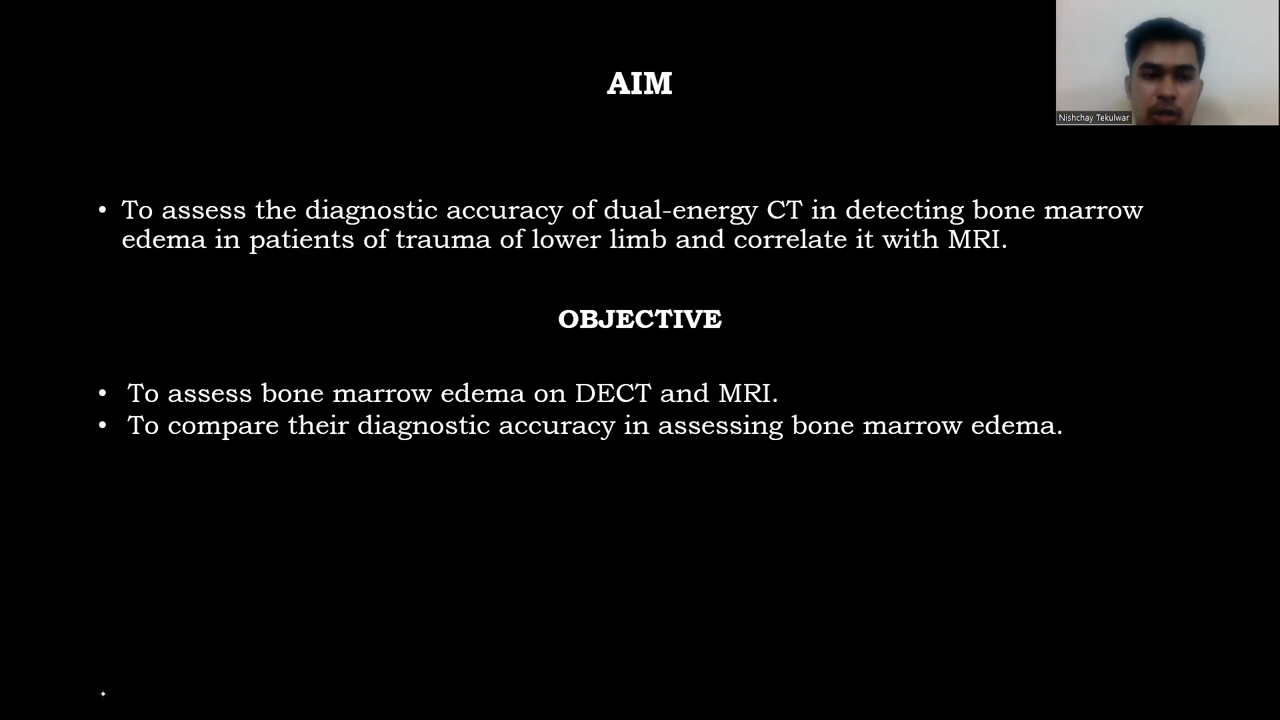 AIM
Nishchay Tekulwar
• To assess the diagnostic accuracy of dual-energy CT in detecting bone marrow
edema in patients of trauma of lower limb and correlate it with MRI.
OBJECTIVE
• To assess bone marrow edema on DECT and MRI.
• To compare their diagnostic accuracy in assessing bone marrow edema.